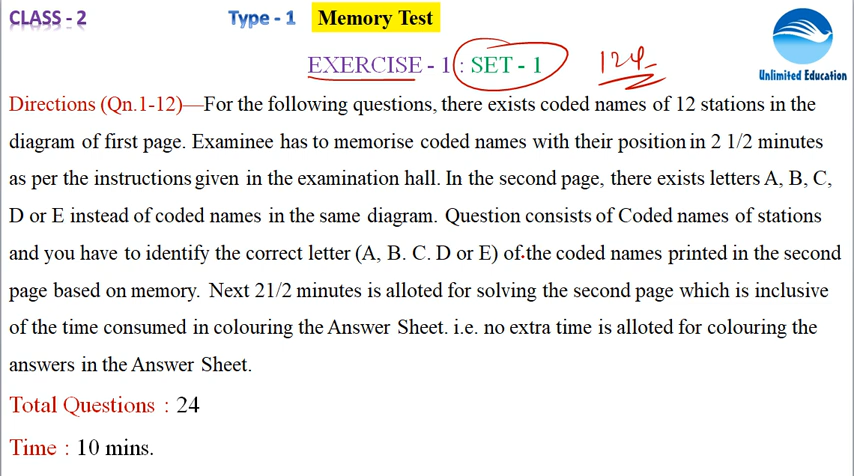 CLASS - 2
Type - 1 Memory Test
EXERCISE - 1 : SET - 1
Unlimited Education
Directions (Qn.1-12)—For the following questions, there exists coded names of 12 stations in the
diagram of first page. Examinee has to memorise coded names with their position in 2 1/2 minutes
as per the instructions given in the examination hall. In the second page, there exists letters A, B, C,
D or E instead of coded names in the same diagram. Question consists of Coded names of stations
and you have to identify the correct letter (A, B. C. D or E) of the coded names printed in the second
page based on memory. Next 21/2 minutes is alloted for solving the second page which is inclusive
of the time consumed in colouring the Answer Sheet. i.e. no extra time is alloted for colouring the
answers in the Answer Sheet.
Total Questions : 24
Time : 10 mins.